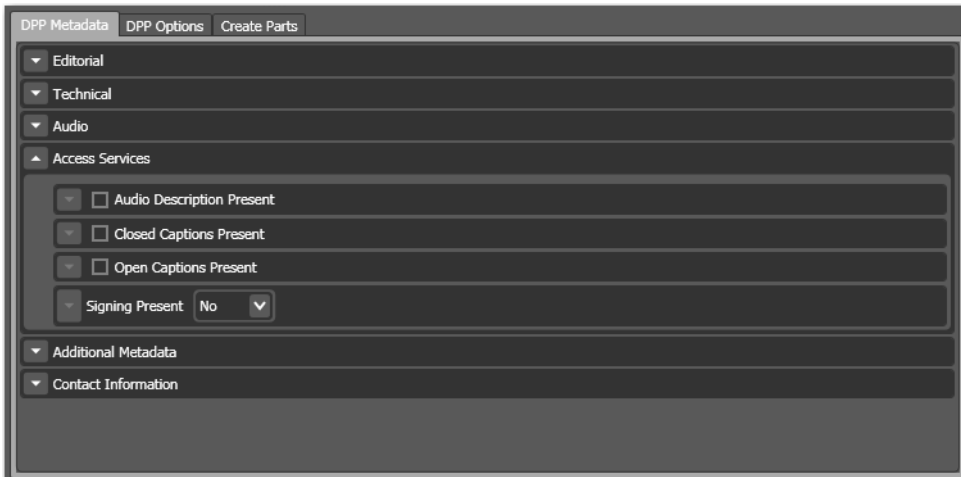 DPP Metadata DPP Options Create Parts
Editorial
Technical
Audio
Access Services
Audio Description Present
Closed Captions Present
Open Captions Present
Signing Present No
Additional Metadata
Contact Information